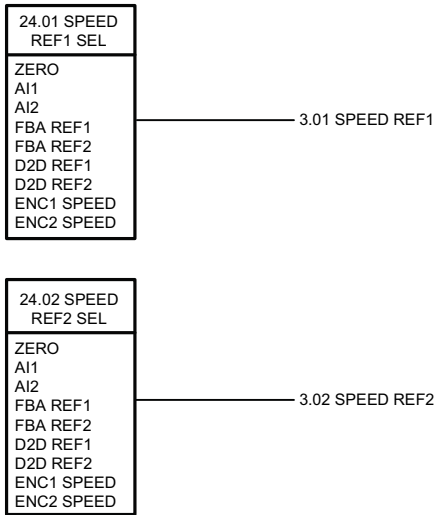 24.01 SPEED
REF1 SEL
ZERO
AI1
AI2
FBA REF1
FBA REF2
D2D REF1
D2D REF2
ENC1 SPEED
ENC2 SPEED
3.01 SPEED REF1
24.02 SPEED
REF2 SEL
ZERO
AI1
AI2
FBA REF1
FBA REF2
D2D REF1
D2D REF2
ENC1 SPEED
ENC2 SPEED
3.02 SPEED REF2